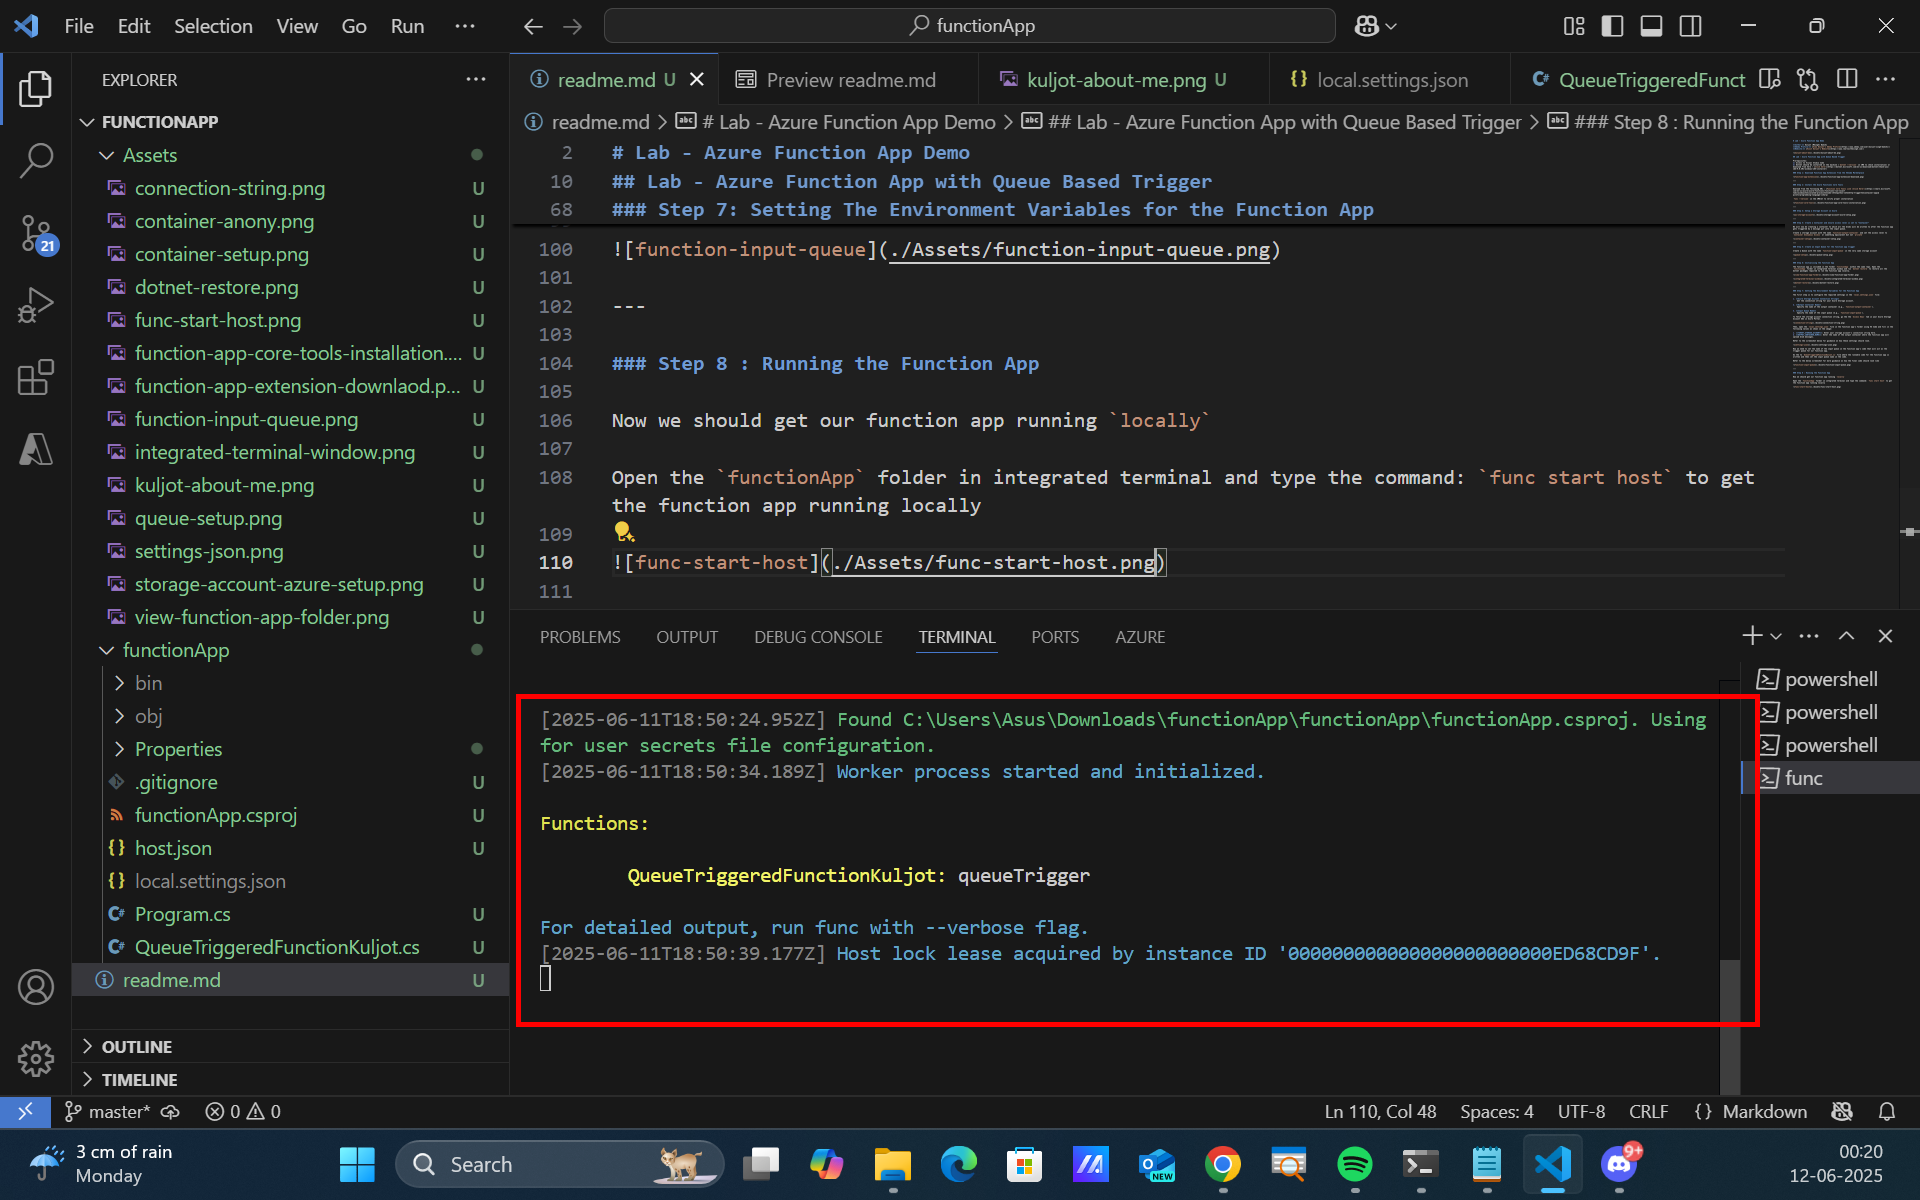 File Edit Selection View Go Run ···
functionApp
EXPLORER
FUNCTIONAPP
Assets
connection-string.png U
container-anony.png U
container-setup.png U
dotnet-restore.png U
func-start-host.png U
function-app-core-tools-installation.... U
function-app-extension-downlaod.p... U
function-input-queue.png U
integrated-terminal-window.png U
kuljot-about-me.png U
queue-setup.png U
settings-json.png U
storage-account-azure-setup.png U
view-function-app-folder.png U
functionApp
bin
obj
Properties
.gitignore U
functionApp.csproj U
{} host.json U
{} local.settings.json
C# Program.cs U
C# QueueTriggeredFunctionKuljot.cs U
readme.md U
OUTLINE
TIMELINE
21
readme.md U
Preview readme.md
kuljot-about-me.png U
{} local.settings.json
C# QueueTriggeredFunct
readme.md > # Lab - Azure Function App Demo > ## Lab - Azure Function App with Queue Based Trigger > ### Step 8 : Running the Function App
2 # Lab - Azure Function App Demo
10 ## Lab - Azure Function App with Queue Based Trigger
68 ### Step 7: Setting The Environment Variables for the Function App
100 ![function-input-queue](./Assets/function-input-queue.png)
101
102 ---
103
104 ### Step 8 : Running the Function App
105
106 Now we should get our function app running `locally`
107
108 Open the `functionApp` folder in integrated terminal and type the command: `func start host` to get
the function app running locally
109
110 ![func-start-host](./Assets/func-start-host.png)
111
PROBLEMS OUTPUT DEBUG CONSOLE TERMINAL PORTS AZURE
[2025-06-11T18:50:24.952Z] Found C:\Users\Asus\Downloads\functionApp\functionApp\functionApp.csproj. Using
for user secrets file configuration.
[2025-06-11T18:50:34.189Z] Worker process started and initialized.
Functions:
QueueTriggeredFunctionKuljot: queueTrigger
For detailed output, run func with --verbose flag.
[2025-06-11T18:50:39.177Z] Host lock lease acquired by instance ID '000000000000000000000000ED68CD9F'.
powershell
powershell
powershell
func
master* 0 0
Ln 110, Col 48 Spaces: 4 UTF-8 CRLF {} Markdown
3 cm of rain
Monday
Search
NEW
9+
00:20
12-06-2025